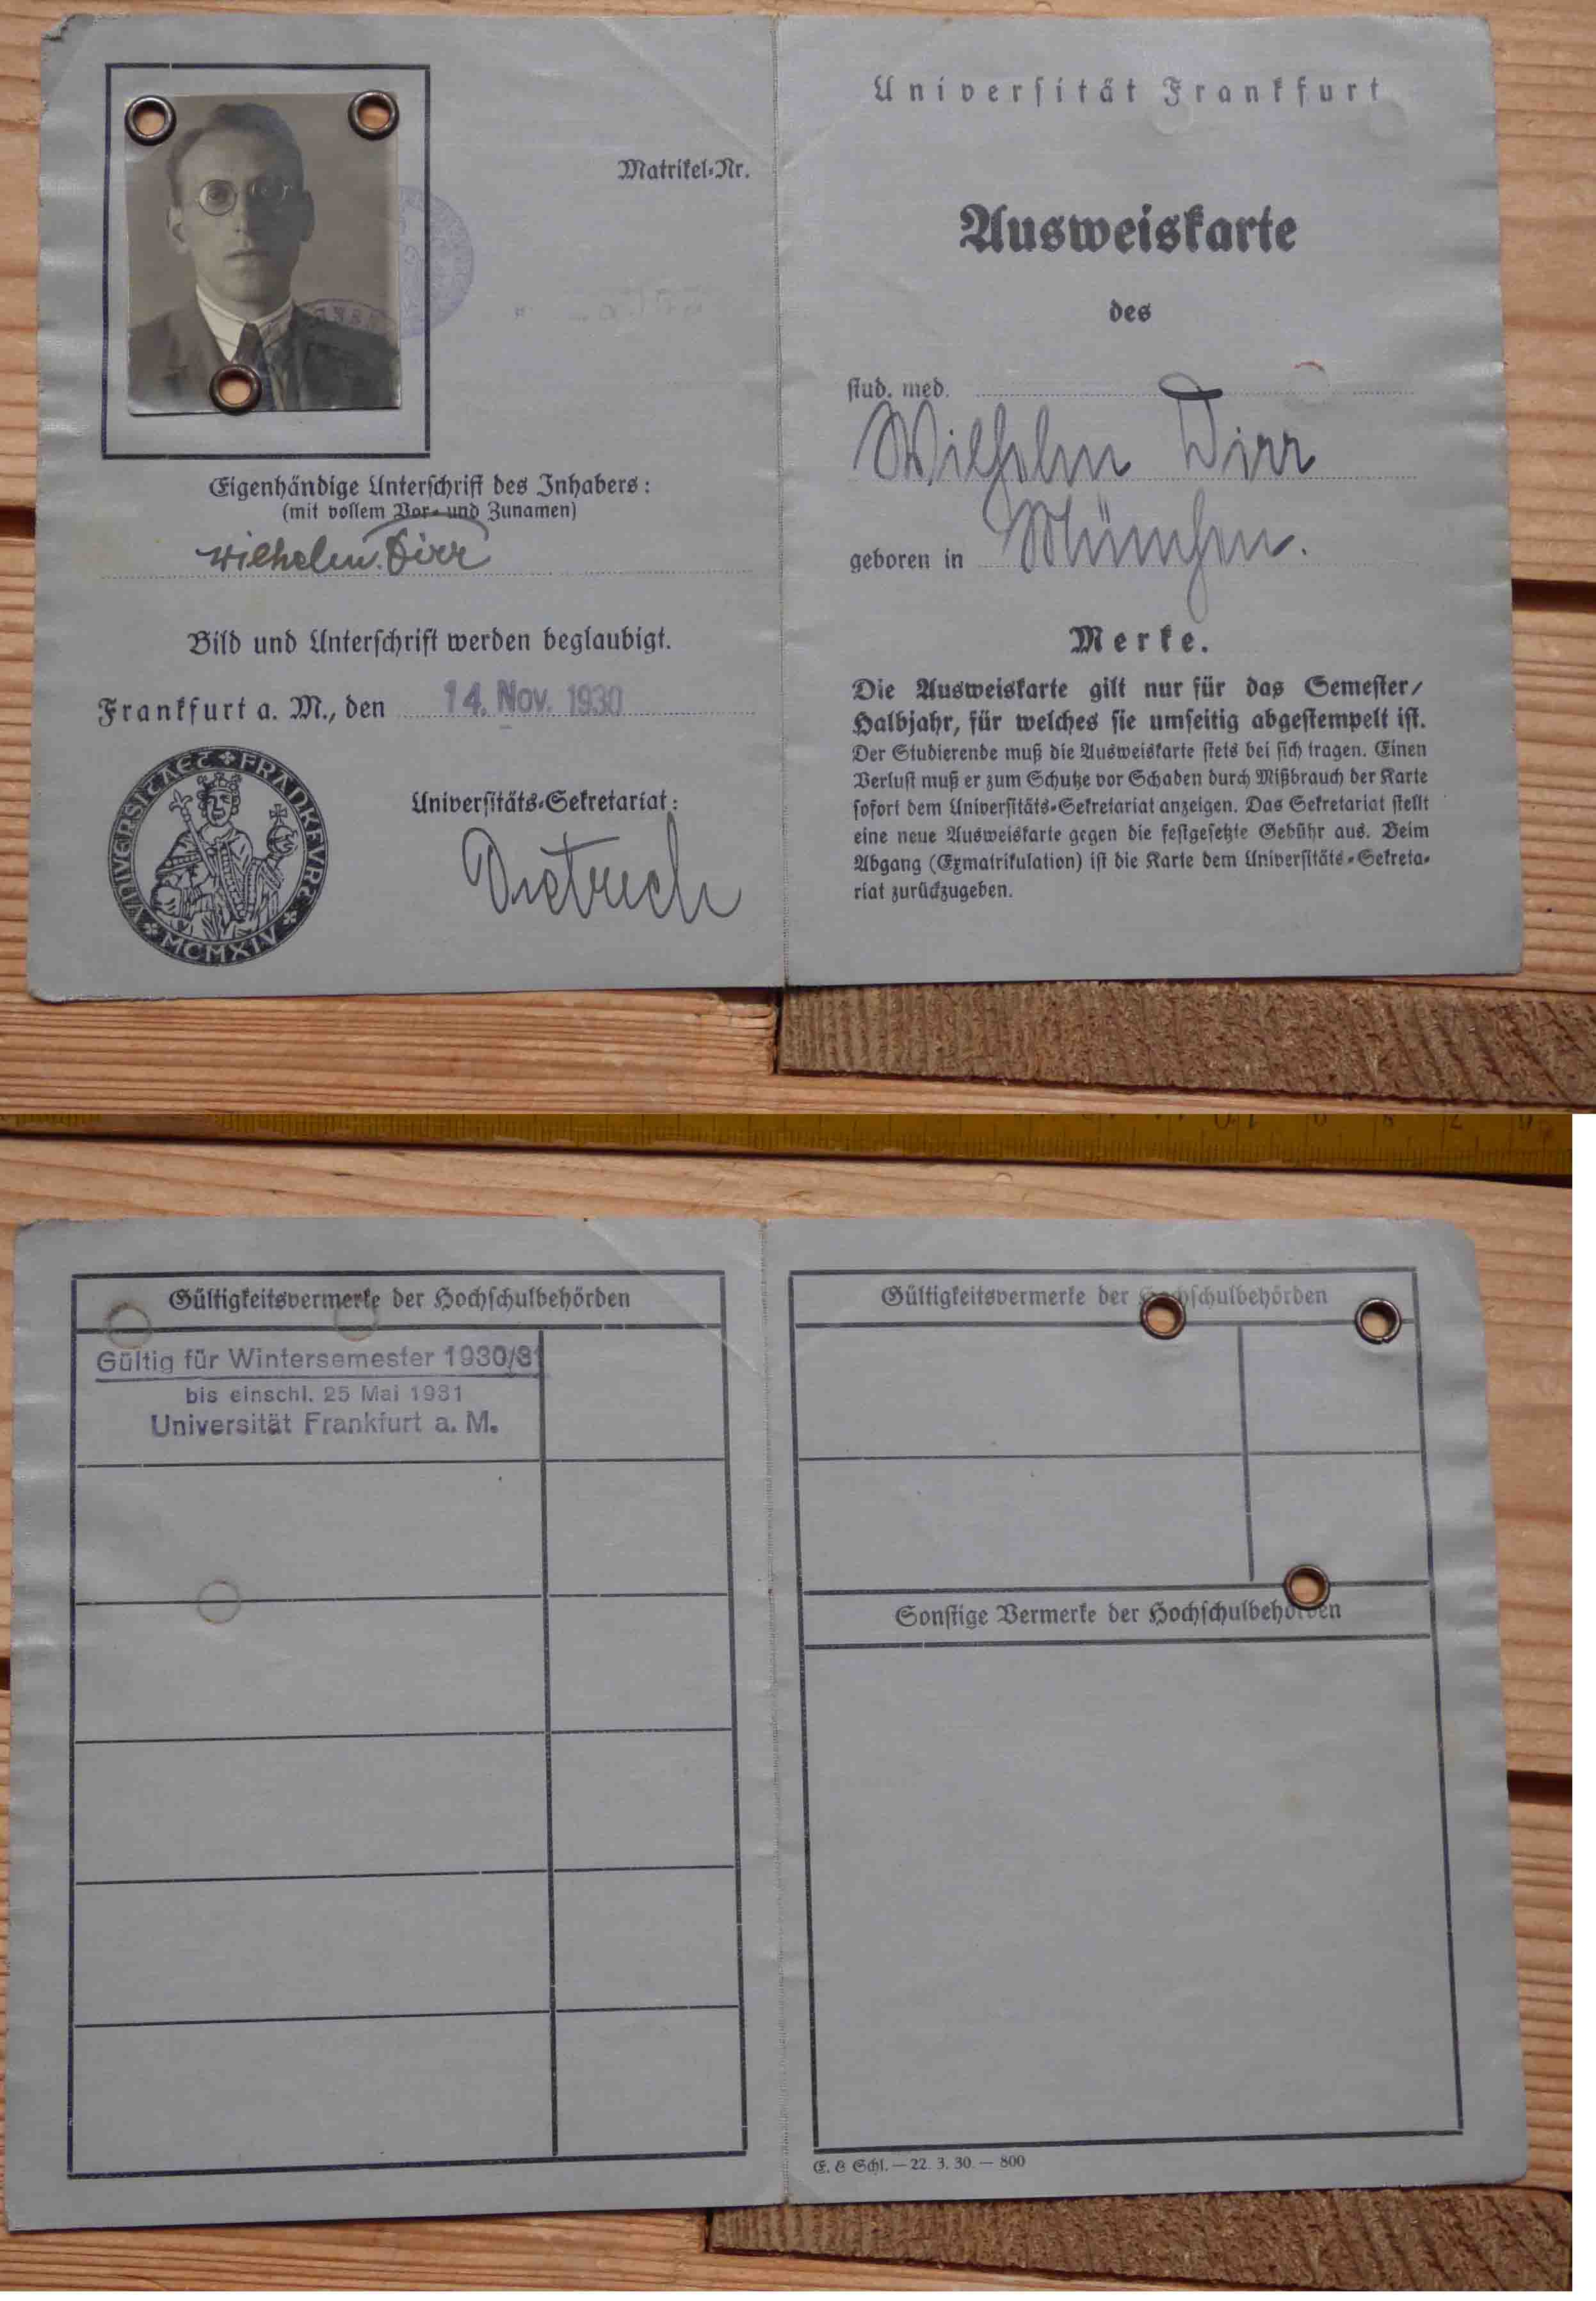 Matrikel-Nr.
Eigenhändige Unterschrift des Inhabers:
(mit vollem Vor- und Zunamen)
Wilhelm Dirr
Bild und Unterschrift werden beglaubigt.
Frankfurt a. M., den 14. Nov. 1930
Universitäts-Sekretariat:
Dietrich
VNIVERSITAET FRANKFVRT
MCMXIV
Universität Frankfurt
Ausweiskarte
des
stud. med.
Wilhelm Dirr
geboren in München.
Merke.
Die Ausweiskarte gilt nur für das Semester/
Halbjahr, für welches sie umseitig abgestempelt ist.
Der Studierende muß die Ausweiskarte stets bei sich tragen. Einen
Verlust muß er zum Schutze vor Schaden durch Mißbrauch der Karte
sofort dem Universitäts-Sekretariat anzeigen. Das Sekretariat stellt
eine neue Ausweiskarte gegen die festgesetzte Gebühr aus. Beim
Abgang (Exmatrikulation) ist die Karte dem Universitäts-Sekreta-
riat zurückzugeben.
Gültigkeitsvermerke der Hochschulbehörden
Gültig für Wintersemester 1930/31
bis einschl. 25 Mai 1931
Universität Frankfurt a. M.
Gültigkeitsvermerke der Hochschulbehörden
Sonstige Vermerke der Hochschulbehörden
E. & Schl. — 22. 3. 30. — 800